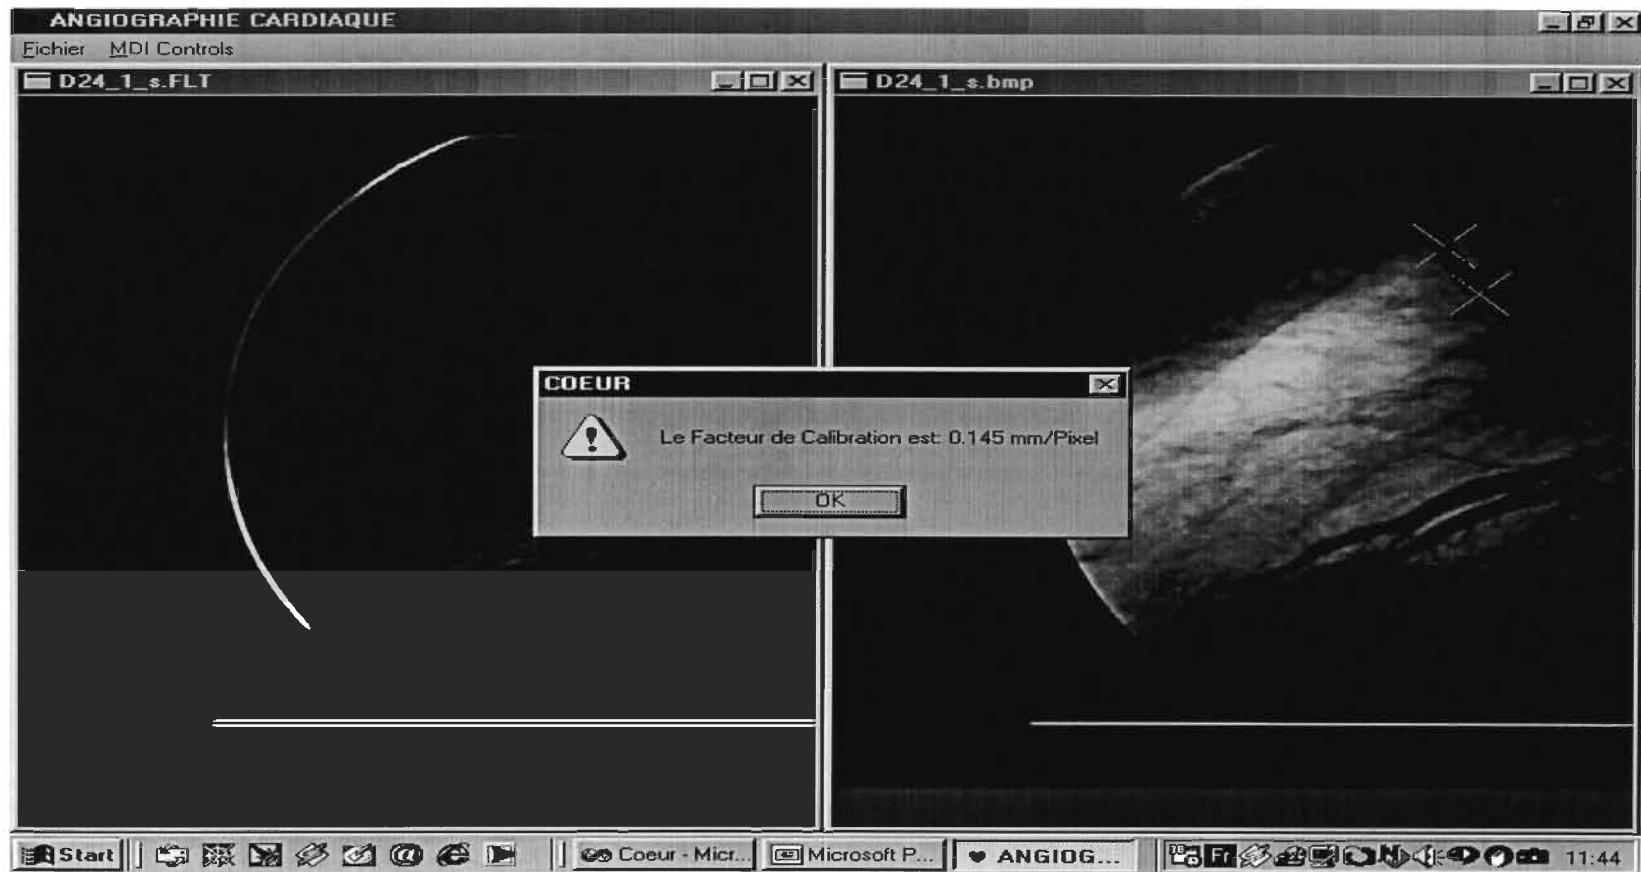 ANGIOGRAPHIE CARDIAQUE
Fichier MDI Controls
D24_1_s.FLT
D24_1_s.bmp
COEUR
Le Facteur de Calibration est: 0.145 mm/Pixel
OK
Start
Coeur - Micr...
Microsoft P...
ANGIOG...
Fr
11:44